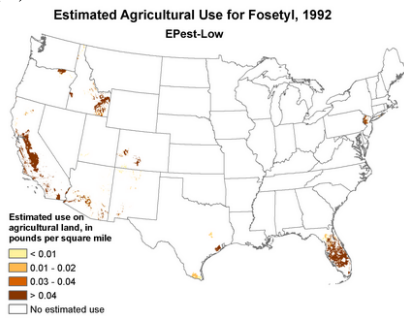 Estimated Agricultural Use for Fosetyl, 1992
EPest-Low
Estimated use on
agricultural land, in
pounds per square mile
< 0.01
0.01 - 0.02
0.03 - 0.04
> 0.04
No estimated use